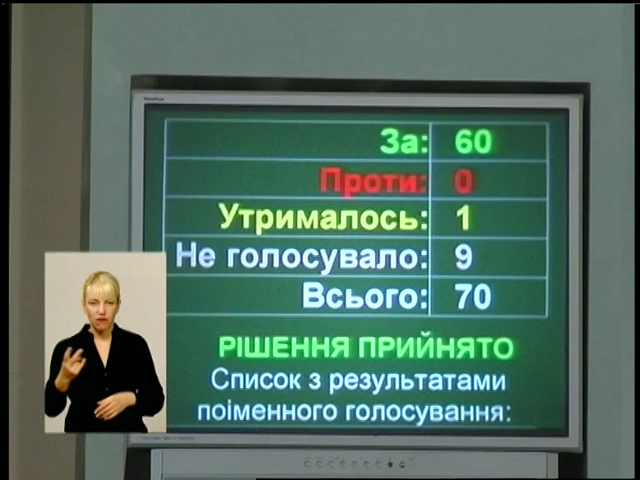 За: 60
Проти: 0
Утрималось: 1
Не голосувало: 9
Всього: 70
РІШЕННЯ ПРИЙНЯТО
Список з результатами
поіменного голосування: